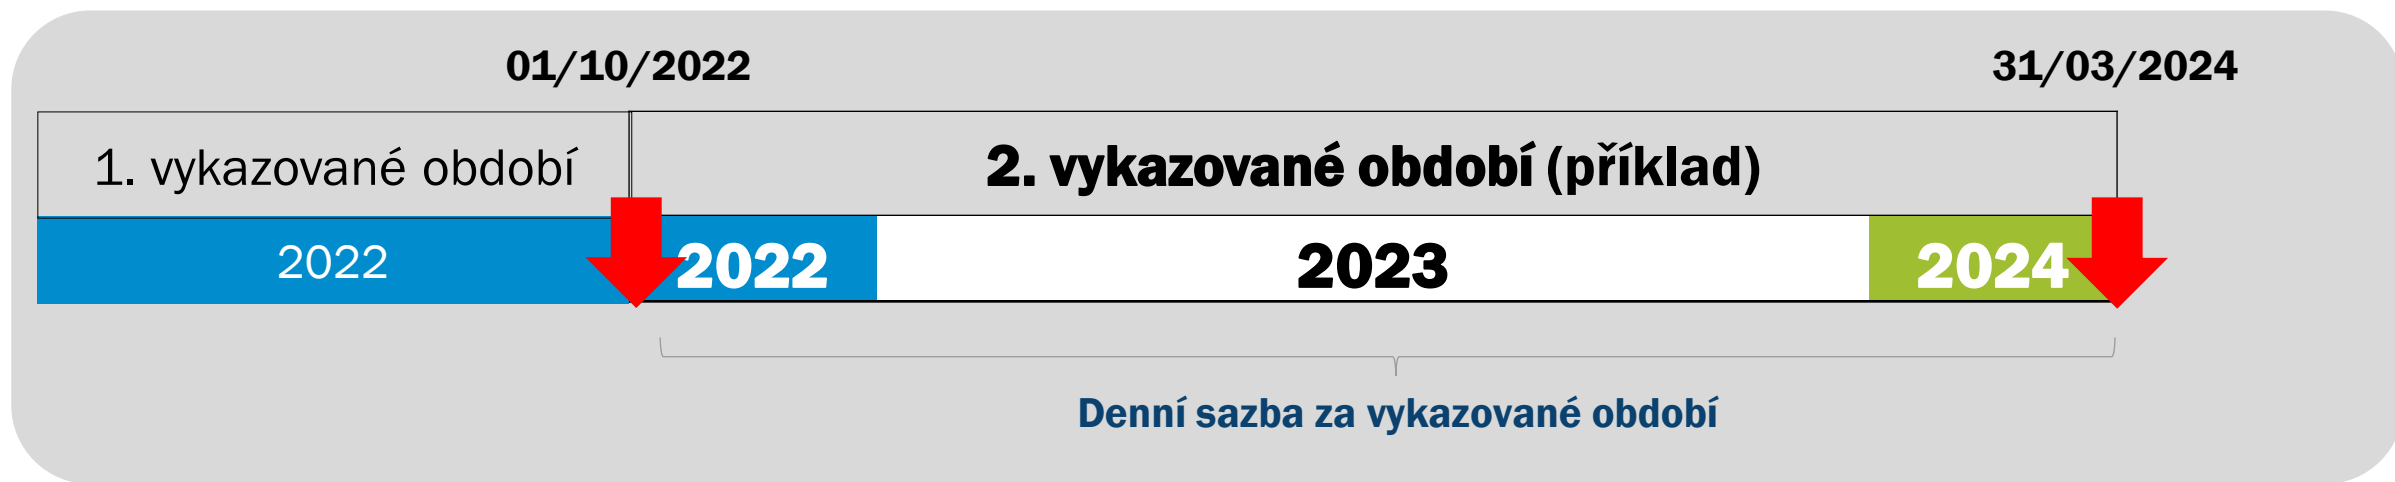 01/10/2022 31/03/2024
1. vykazované období 2. vykazované období (příklad)
2022 2022 2023 2024
Denní sazba za vykazované období